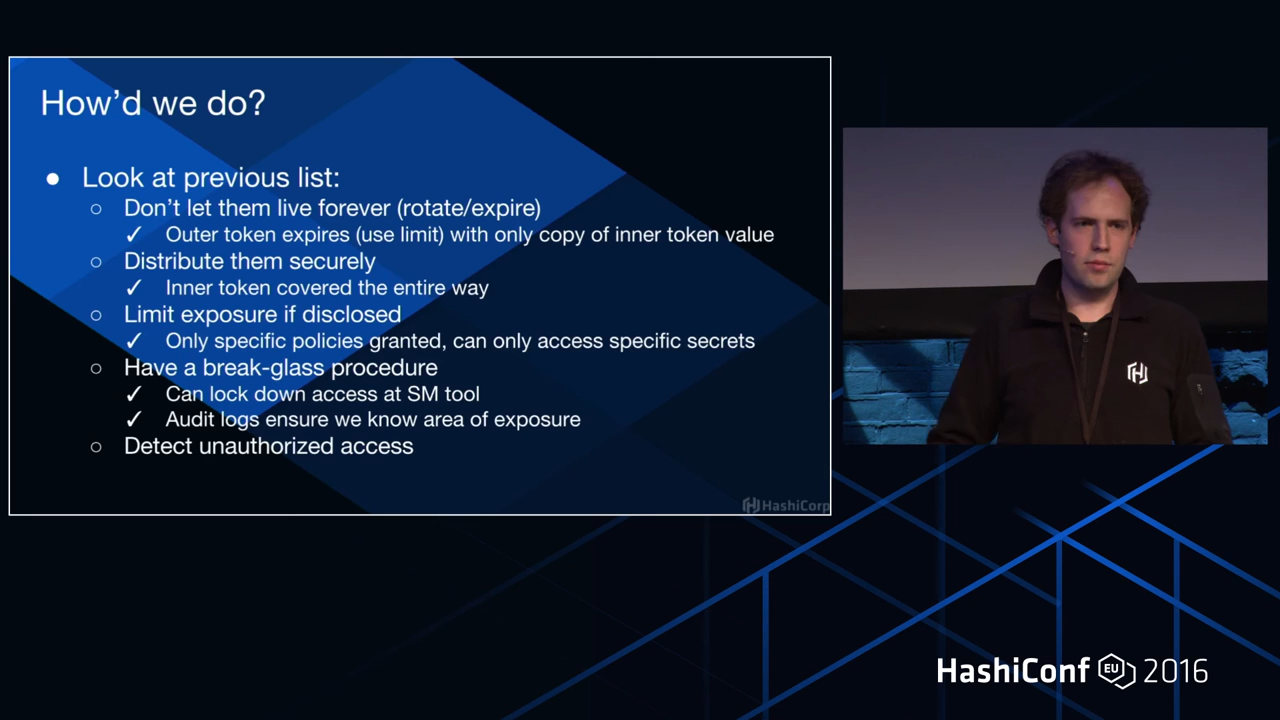 How’d we do?
● Look at previous list:
○ Don’t let them live forever (rotate/expire)
✓ Outer token expires (use limit) with only copy of inner token value
○ Distribute them securely
✓ Inner token covered the entire way
○ Limit exposure if disclosed
✓ Only specific policies granted, can only access specific secrets
○ Have a break-glass procedure
✓ Can lock down access at SM tool
✓ Audit logs ensure we know area of exposure
○ Detect unauthorized access
HashiCorp
HashiConf EU 2016